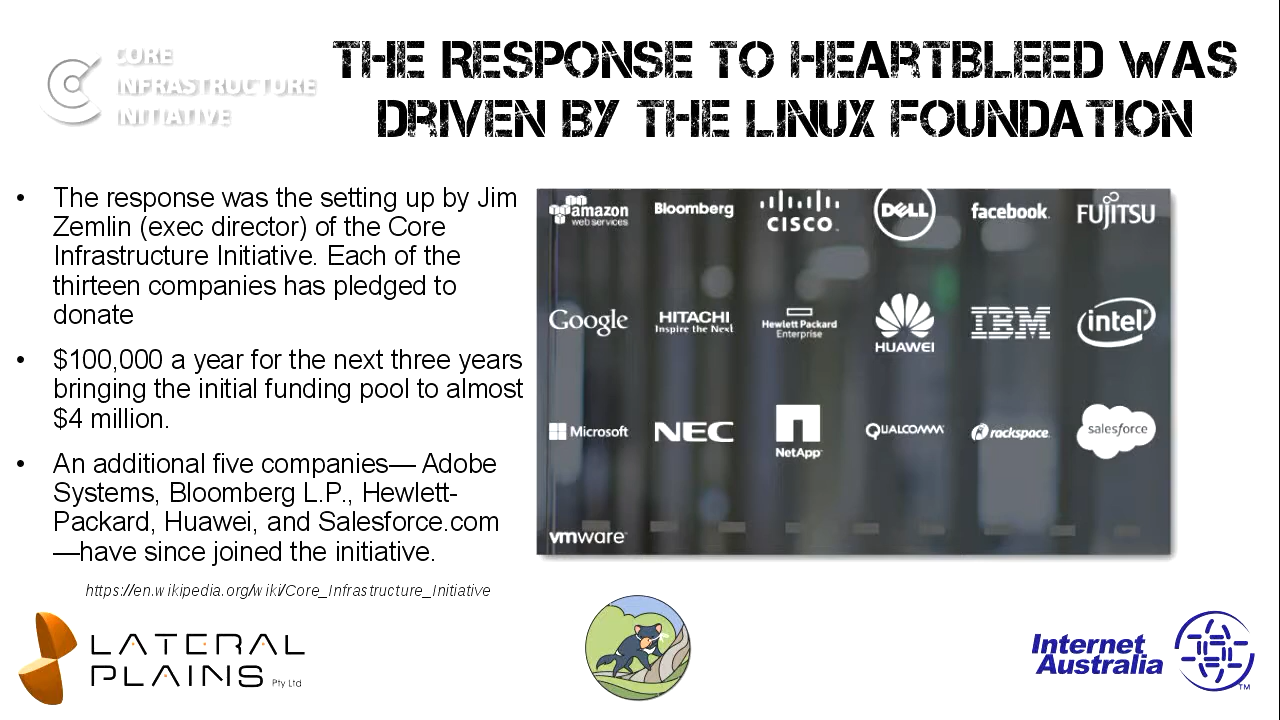 CORE
INFRASTRUCTURE
INITIATIVE
THE RESPONSE TO HEARTBLEED WAS
DRIVEN BY THE LINUX FOUNDATION
• The response was the setting up by Jim
Zemlin (exec director) of the Core
Infrastructure Initiative. Each of the
thirteen companies has pledged to
donate
• $100,000 a year for the next three years
bringing the initial funding pool to almost
$4 million.
• An additional five companies— Adobe
Systems, Bloomberg L.P., Hewlett-
Packard, Huawei, and Salesforce.com
—have since joined the initiative.
https://en.wikipedia.org/wiki/Core_Infrastructure_Initiative
amazon
web services
Bloomberg
CISCO
DELL
facebook
FUJITSU
Google
HITACHI
Inspire the Next
Hewlett Packard
Enterprise
HUAWEI
IBM
intel
Microsoft
NEC
NetApp
QUALCOMM
rackspace
salesforce
vmware
LATERAL
PLAINS Pty Ltd
Internet
Australia
TM